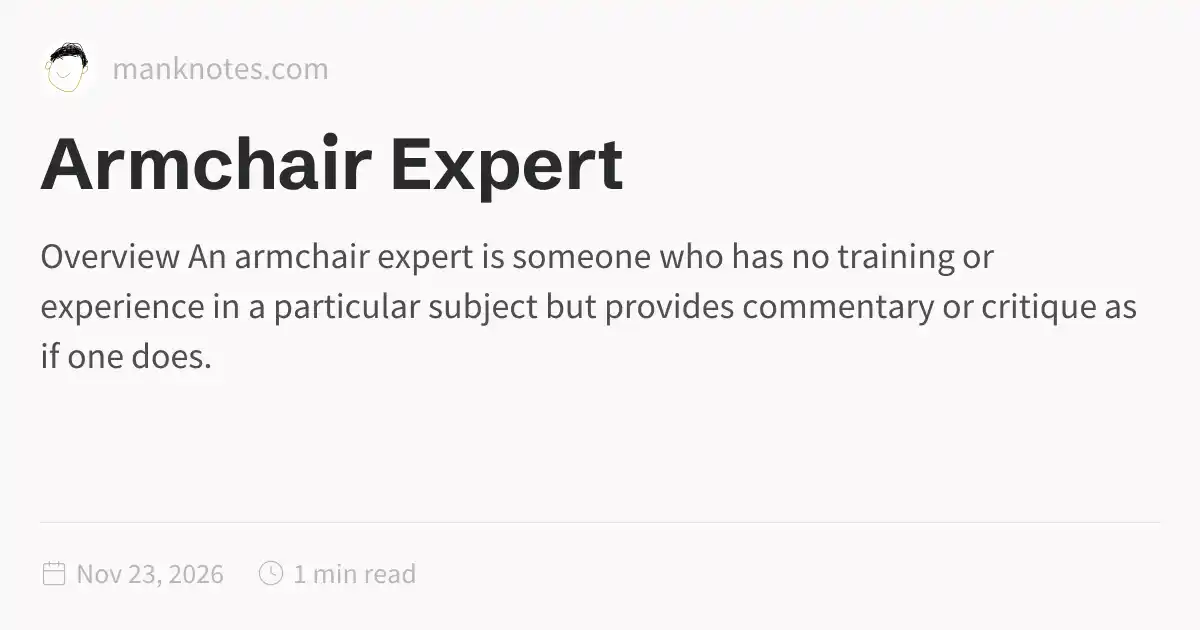 manknotes.com
Armchair Expert
Overview An armchair expert is someone who has no training or
experience in a particular subject but provides commentary or critique as
if one does.
Nov 23, 2026
1 min read